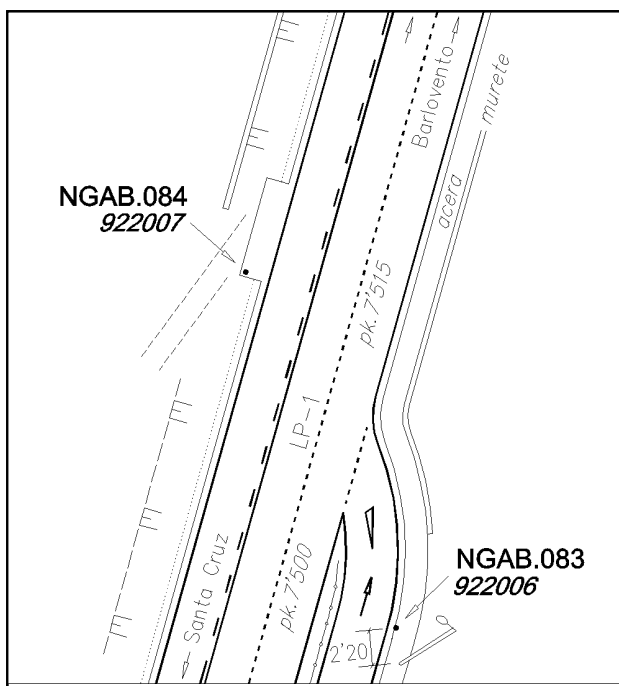 Barlovento
murete
acera
NGAB.084
922007
pk.7'515
LP-1
Santa Cruz
pk.7'500
NGAB.083
922006
2'20